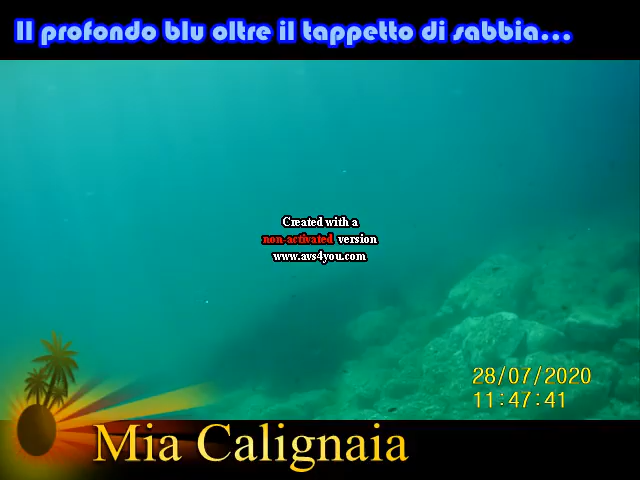 Il profondo blu oltre il tappetto di sabbia...
Created with a
non-activated version
www.avs4you.com
28/07/2020
11:47:41
Mia Calignaia